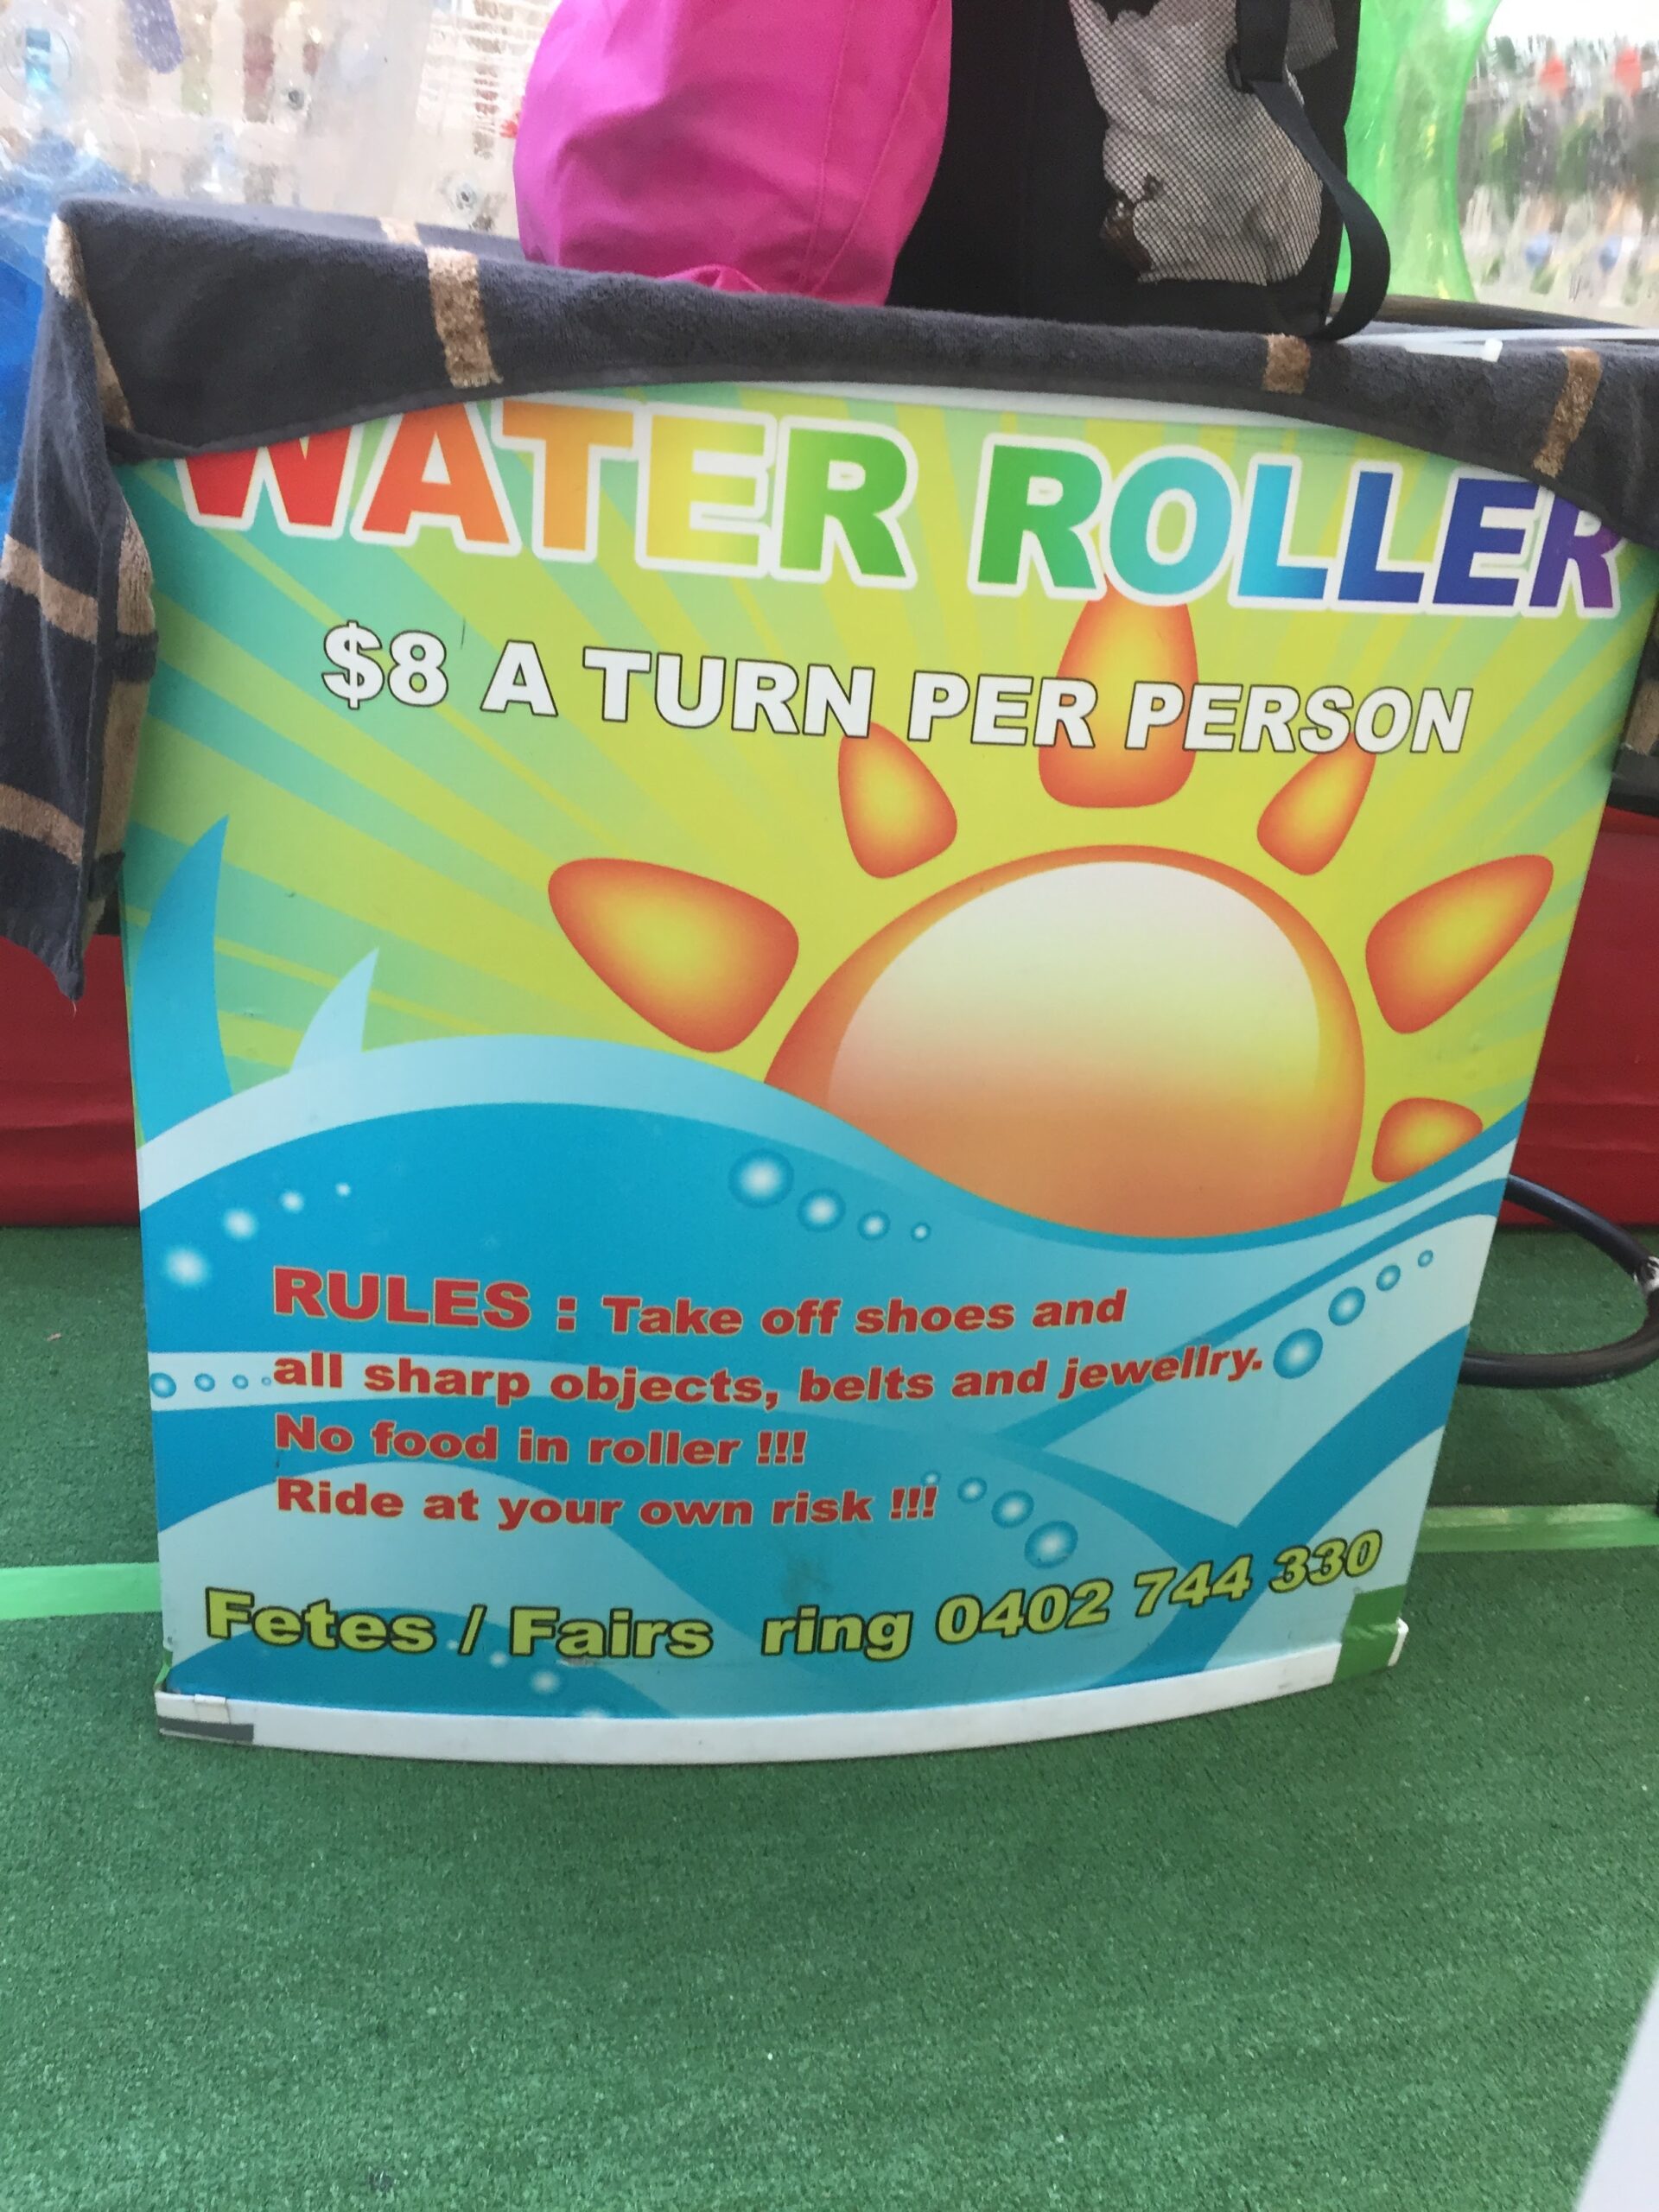 WATER ROLLER
$8 A TURN PER PERSON
RULES : Take off shoes and
all sharp objects, belts and jewellry.
No food in roller !!!
Ride at your own risk !!!
Fetes / Fairs ring 0402 744 330